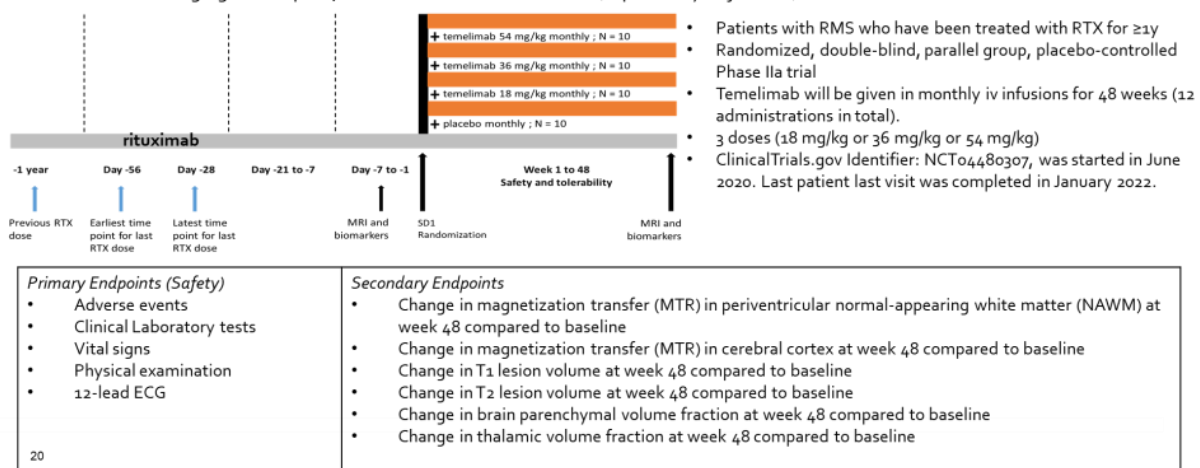 + temelimab 54 mg/kg monthly ; N = 10
+ temelimab 36 mg/kg monthly ; N = 10
+ temelimab 18 mg/kg monthly ; N = 10
+ placebo monthly ; N = 10
rituximab
-1 year
Day -56
Day -28
Day -21 to -7
Day -7 to -1
Week 1 to 48
Safety and tolerability
Previous RTX
dose
Earliest time
point for last
RTX dose
Latest time
point for last
RTX dose
MRI and
biomarkers
SD1
Randomization
MRI and
biomarkers
• Patients with RMS who have been treated with RTX for ≥1y
• Randomized, double-blind, parallel group, placebo-controlled
Phase IIa trial
• Temelimab will be given in monthly iv infusions for 48 weeks (12
administrations in total).
• 3 doses (18 mg/kg or 36 mg/kg or 54 mg/kg)
• ClinicalTrials.gov Identifier: NCT04480307, was started in June
2020. Last patient last visit was completed in January 2022.
Primary Endpoints (Safety)
• Adverse events
• Clinical Laboratory tests
• Vital signs
• Physical examination
• 12-lead ECG
Secondary Endpoints
• Change in magnetization transfer (MTR) in periventricular normal-appearing white matter (NAWM) at
week 48 compared to baseline
• Change in magnetization transfer (MTR) in cerebral cortex at week 48 compared to baseline
• Change in T1 lesion volume at week 48 compared to baseline
• Change in T2 lesion volume at week 48 compared to baseline
• Change in brain parenchymal volume fraction at week 48 compared to baseline
• Change in thalamic volume fraction at week 48 compared to baseline
20